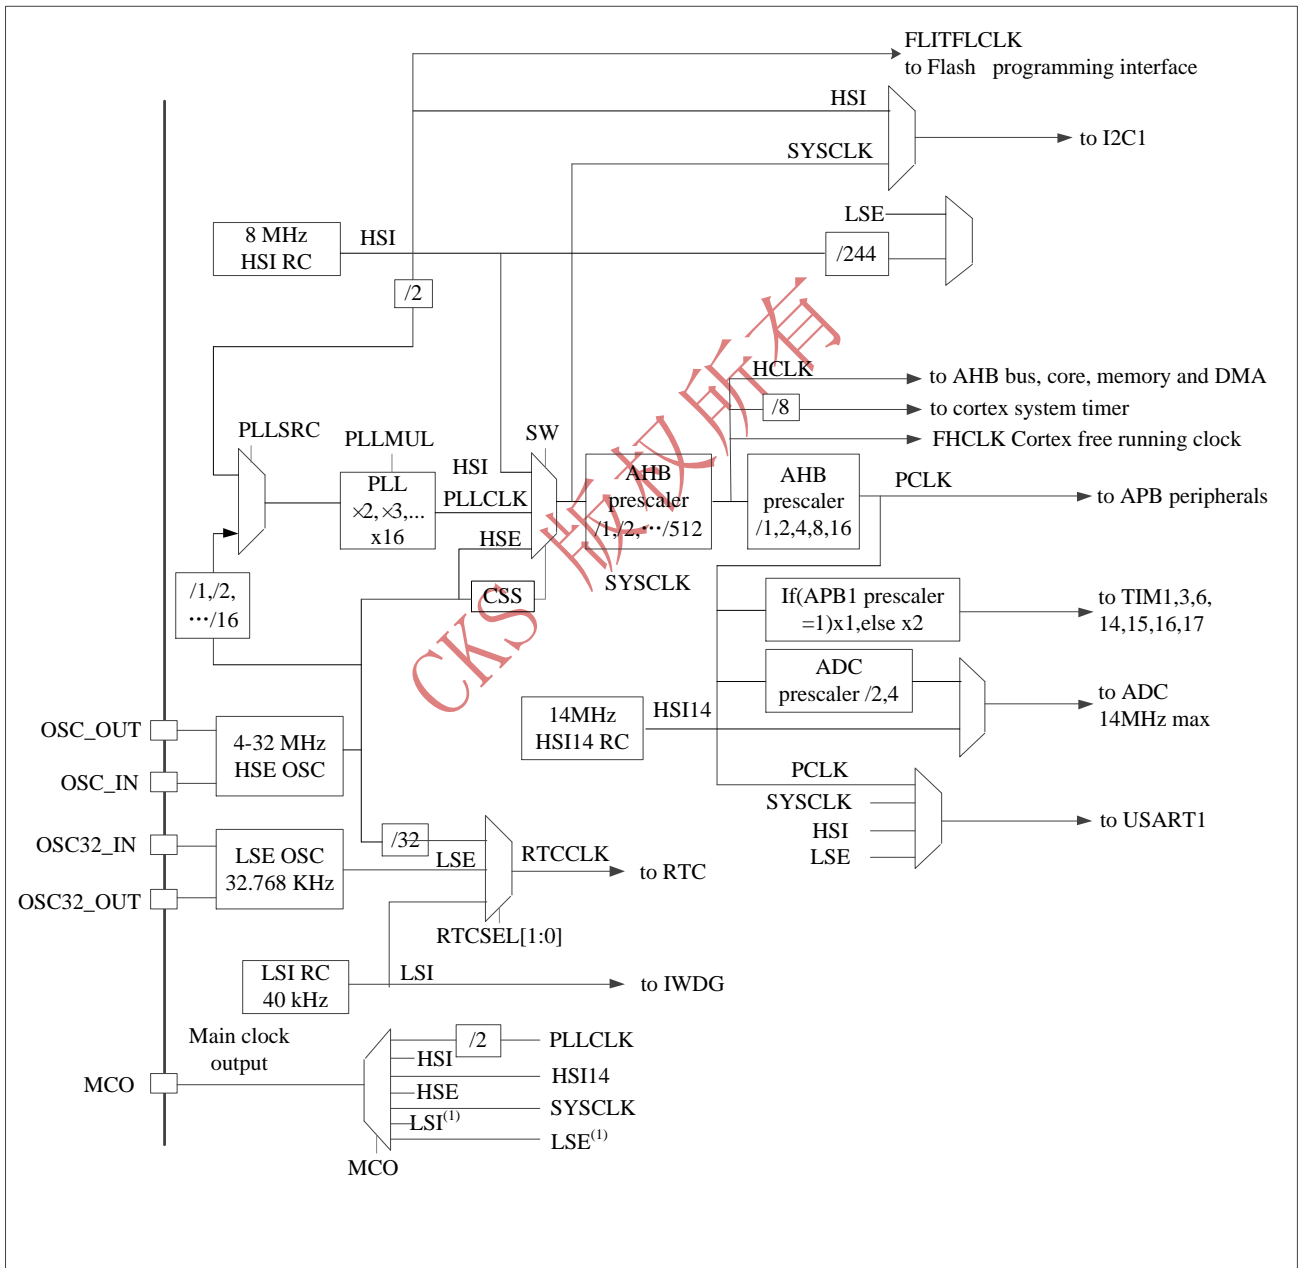 FLITFLCLK
to Flash programming interface
HSI
to I2C1
SYSCLK
LSE
8 MHz
HSI RC
HSI
/244
/2
HCLK
to AHB bus, core, memory and DMA
/8
to cortex system timer
FHCLK Cortex free running clock
PLLSRC
PLLMUL
SW
HSI
PLL
×2, ×3,...
x16
PLLCLK
HSE
AHB
prescaler
/1,/2,···/512
AHB
prescaler
/1,2,4,8,16
PCLK
to APB peripherals
SYSCLK
CSS
/1,/2,
···/16
If(APB1 prescaler
=1)x1,else x2
to TIM1,3,6,
14,15,16,17
ADC
prescaler /2,4
to ADC
14MHz max
14MHz
HSI14 RC
HSI14
OSC_OUT
OSC_IN
4-32 MHz
HSE OSC
PCLK
SYSCLK
HSI
LSE
to USART1
OSC32_IN
OSC32_OUT
LSE OSC
32.768 KHz
/32
LSE
RTCCLK
to RTC
RTCSEL[1:0]
LSI RC
40 kHz
LSI
to IWDG
Main clock
output
MCO
/2
PLLCLK
HSI
HSI14
HSE
SYSCLK
LSI(1)
LSE(1)
MCO
CKS 版权所有